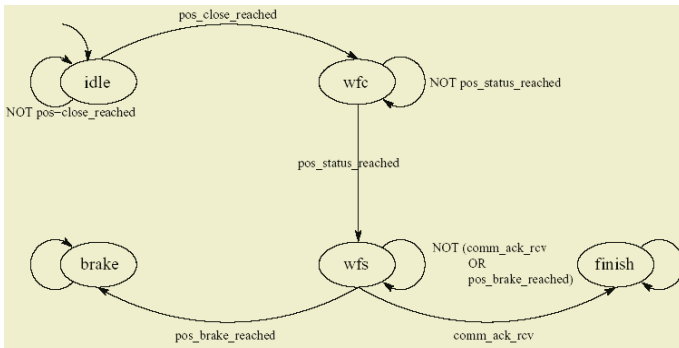 pos_close_reached
idle
wfc
NOT pos_status_reached
NOT pos-close_reached
pos_status_reached
brake
wfs
NOT (comm_ack_rcv
OR
pos_brake_reached)
finish
pos_brake_reached
comm_ack_rcv